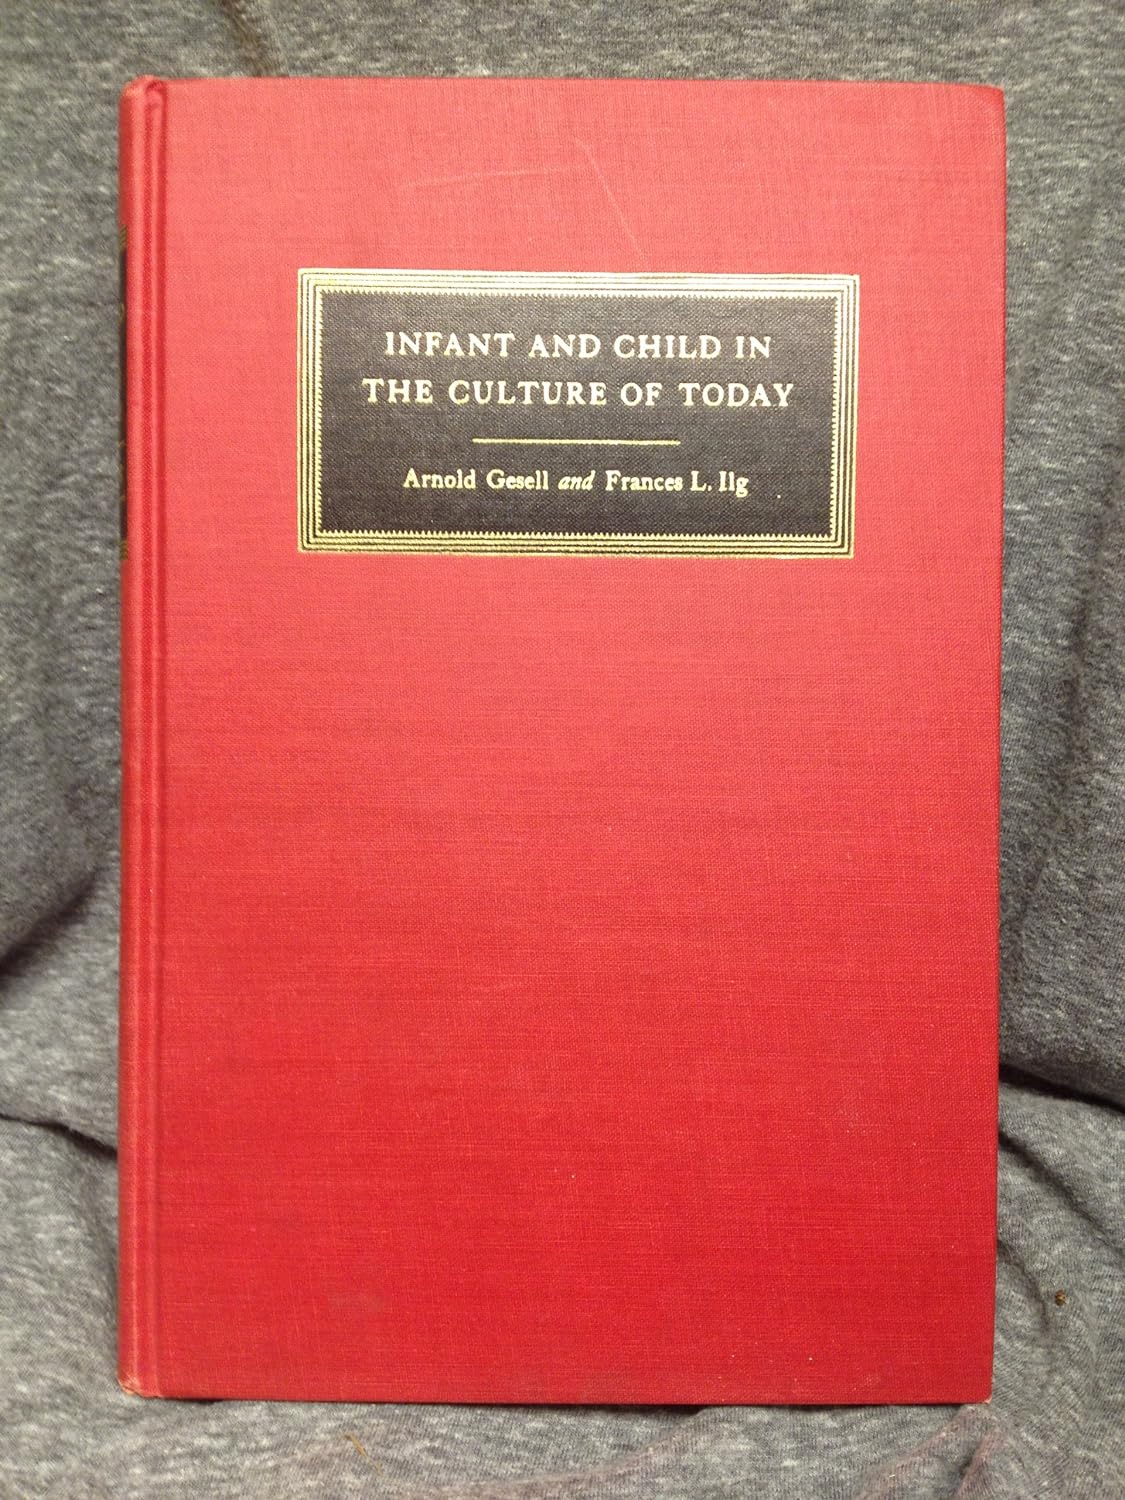 INFANT AND CHILD IN
THE CULTURE OF TODAY
Arnold Gesell and Frances L. Ilg